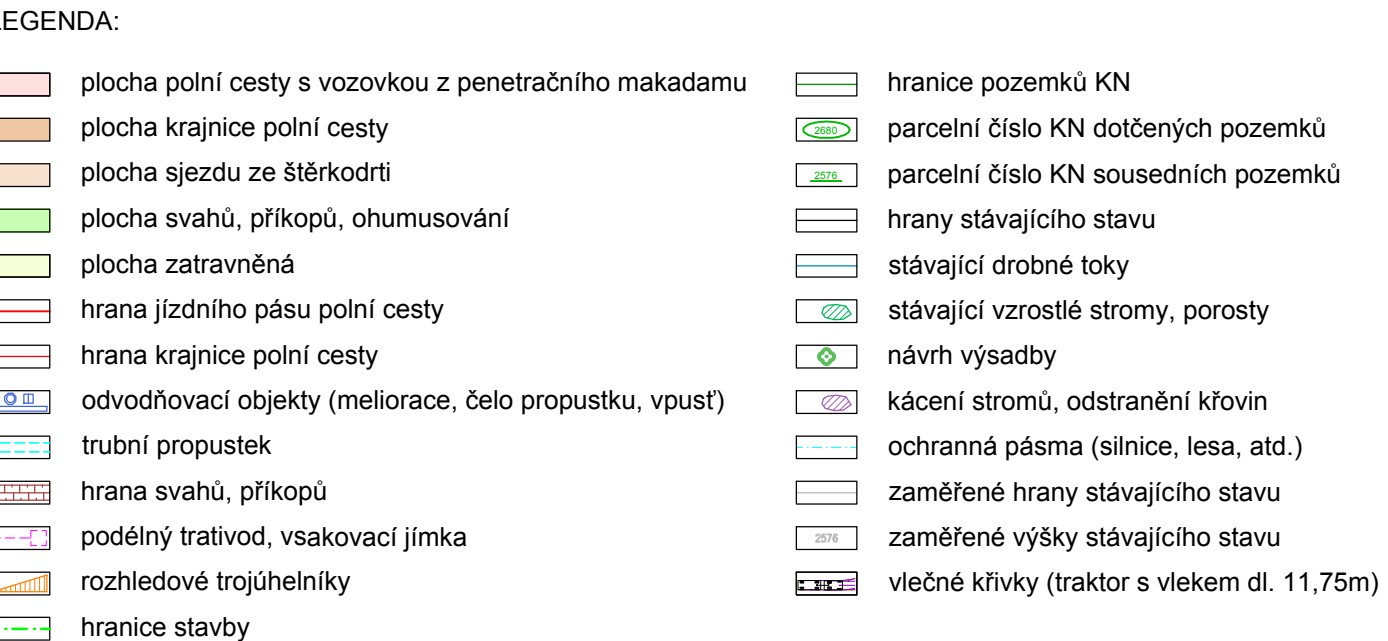 LEGENDA:
plocha polní cesty s vozovkou z penetračního makadamu
plocha krajnice polní cesty
plocha sjezdu ze štěrkodrti
plocha svahů, příkopů, ohumusování
plocha zatravněná
hrana jízdního pásu polní cesty
hrana krajnice polní cesty
odvodňovací objekty (meliorace, čelo propustku, vpusť)
trubní propustek
hrana svahů, příkopů
podélný trativod, vsakovací jímka
rozhledové trojúhelníky
hranice stavby
hranice pozemků KN
2680 parcelní číslo KN dotčených pozemků
2576 parcelní číslo KN sousedních pozemků
hrany stávajícího stavu
stávající drobné toky
stávající vzrostlé stromy, porosty
návrh výsadby
kácení stromů, odstranění křovin
ochranná pásma (silnice, lesa, atd.)
zaměřené hrany stávajícího stavu
2576 zaměřené výšky stávajícího stavu
vlečné křivky (traktor s vlekem dl. 11,75m)